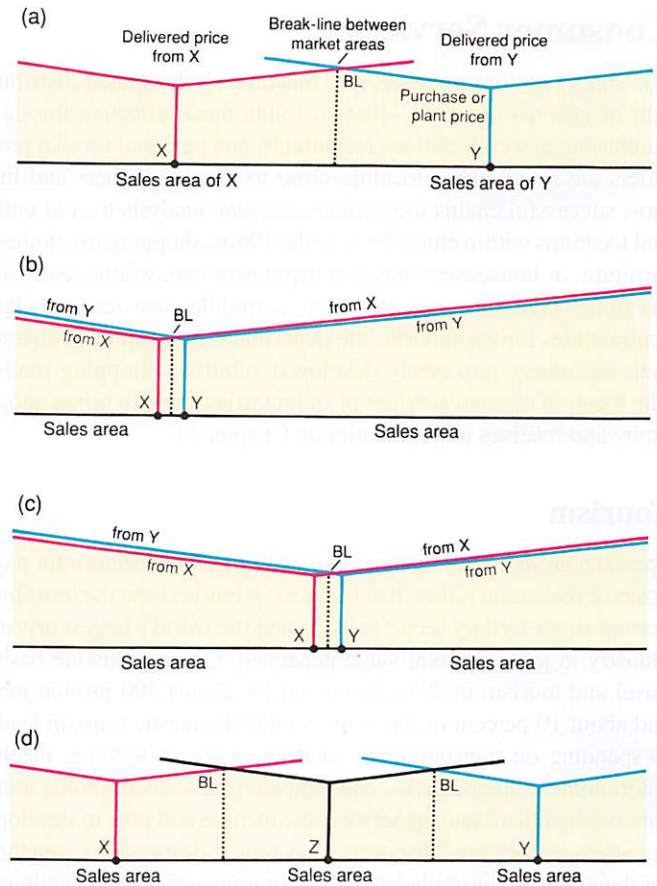 (a)
Delivered price
from X
Break-line between
market areas
Delivered price
from Y
BL
Purchase or
plant price
X
Y
Sales area of X
Sales area of Y
(b)
from Y
BL
from X
from X
from Y
X
Y
Sales area
Sales area
(c)
from Y
BL
from X
from X
from Y
X
Y
Sales area
Sales area
(d)
BL
BL
X
Z
Y
Sales area
Sales area
Sales area